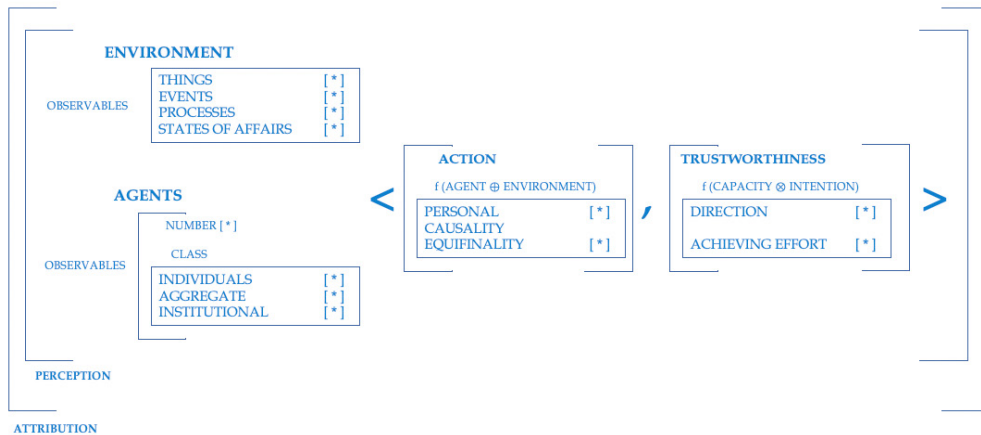 ENVIRONMENT
OBSERVABLES
THINGS [ * ]
EVENTS [ * ]
PROCESSES [ * ]
STATES OF AFFAIRS [ * ]
AGENTS
NUMBER [ * ]
CLASS
OBSERVABLES
INDIVIDUALS [ * ]
AGGREGATE [ * ]
INSTITUTIONAL [ * ]
<
ACTION
f (AGENT ⊕ ENVIRONMENT)
PERSONAL [ * ]
CAUSALITY
EQUIFINALITY [ * ]
,
TRUSTWORTHINESS
f (CAPACITY ⊗ INTENTION)
DIRECTION [ * ]
ACHIEVING EFFORT [ * ]
>
PERCEPTION
ATTRIBUTION